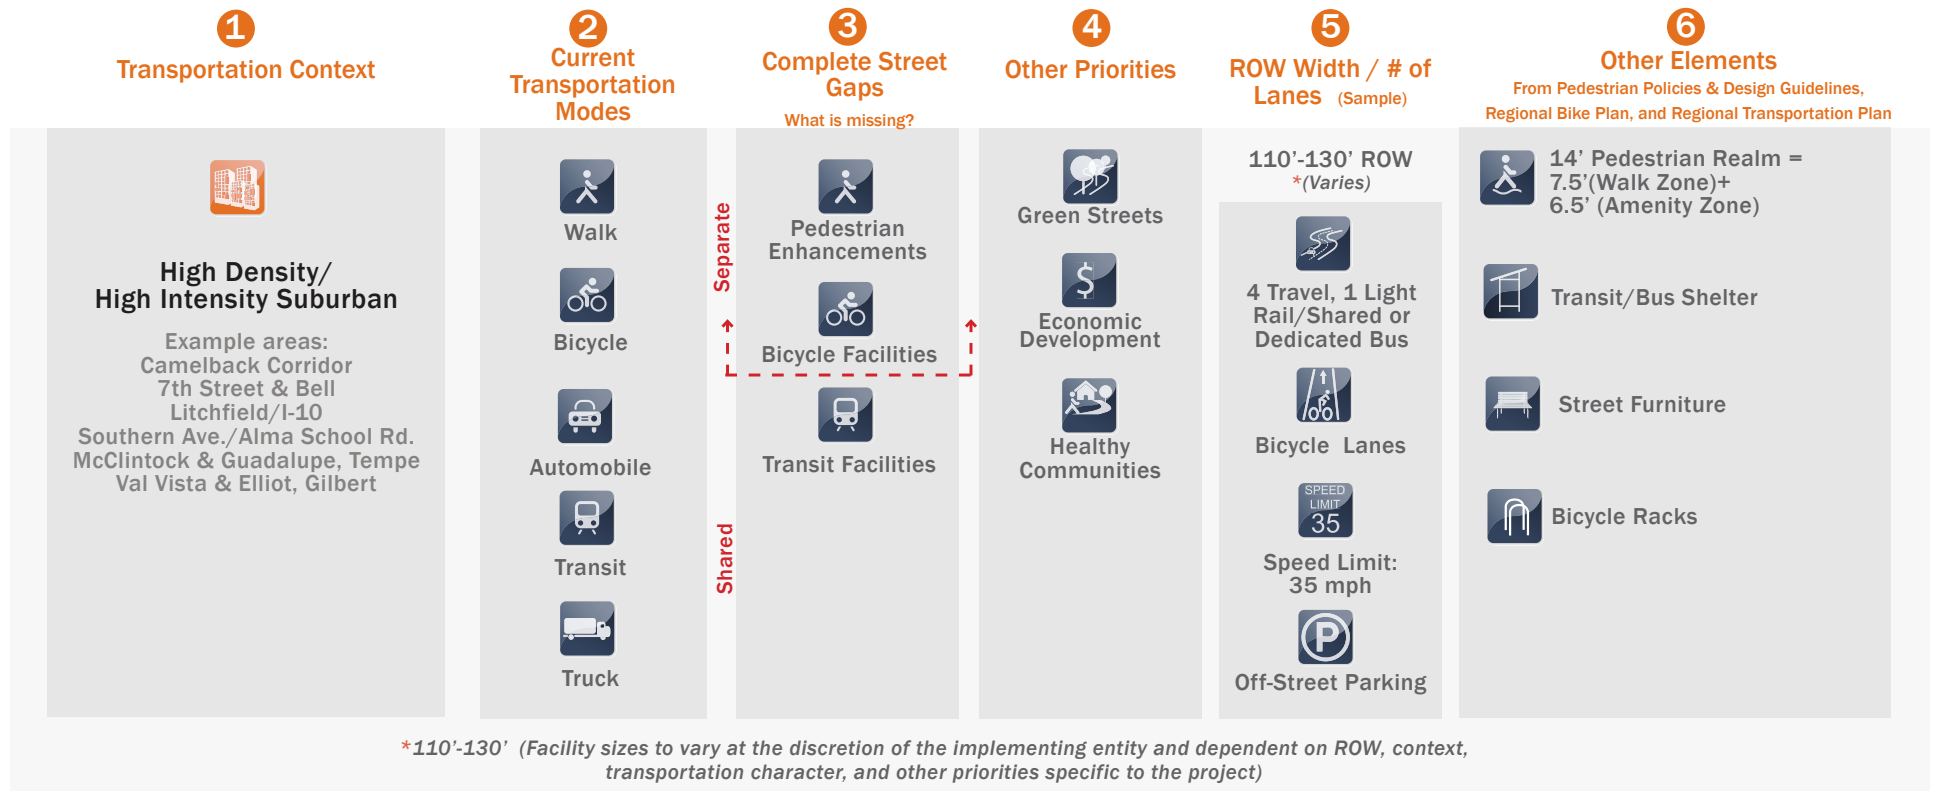 1
Transportation Context
High Density/
High Intensity Suburban
Example areas:
Camelback Corridor
7th Street & Bell
Litchfield/I-10
Southern Ave./Alma School Rd.
McClintock & Guadalupe, Tempe
Val Vista & Elliot, Gilbert
2
Current
Transportation
Modes
Walk
Bicycle
Automobile
Transit
Truck
Separate
Shared
3
Complete Street
Gaps
What is missing?
Pedestrian
Enhancements
Bicycle Facilities
Transit Facilities
4
Other Priorities
Green Streets
$
Economic
Development
Healthy
Communities
5
ROW Width / # of
Lanes (Sample)
110’-130’ ROW
*(Varies)
4 Travel, 1 Light
Rail/Shared or
Dedicated Bus
Bicycle Lanes
SPEED
LIMIT
35
Speed Limit:
35 mph
P
Off-Street Parking
6
Other Elements
From Pedestrian Policies & Design Guidelines,
Regional Bike Plan, and Regional Transportation Plan
14’ Pedestrian Realm =
7.5’(Walk Zone)+
6.5’ (Amenity Zone)
Transit/Bus Shelter
Street Furniture
Bicycle Racks
*110’-130’ (Facility sizes to vary at the discretion of the implementing entity and dependent on ROW, context,
transportation character, and other priorities specific to the project)